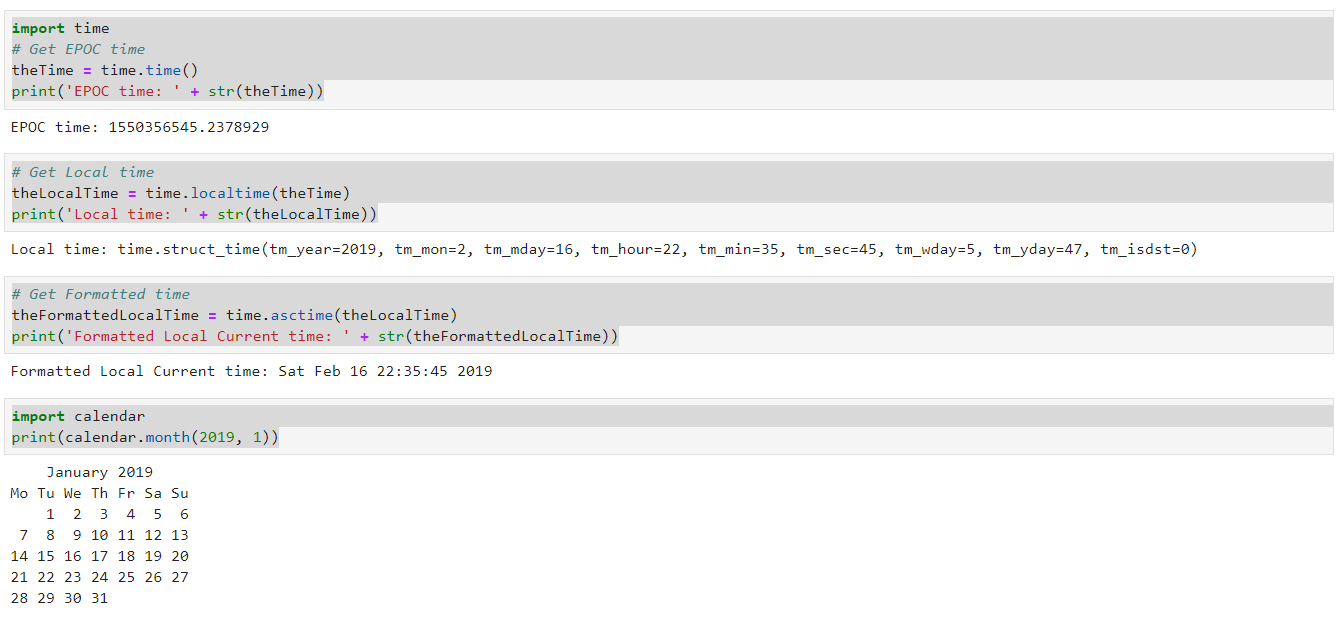 import time
# Get EPOC time
theTime = time.time()
print('EPOC time: ' + str(theTime))
EPOC time: 1550356545.2378929
# Get Local time
theLocalTime = time.localtime(theTime)
print('Local time: ' + str(theLocalTime))
Local time: time.struct_time(tm_year=2019, tm_mon=2, tm_mday=16, tm_hour=22, tm_min=35, tm_sec=45, tm_wday=5, tm_yday=47, tm_isdst=0)
# Get Formatted time
theFormattedLocalTime = time.asctime(theLocalTime)
print('Formatted Local Current time: ' + str(theFormattedLocalTime))
Formatted Local Current time: Sat Feb 16 22:35:45 2019
import calendar
print(calendar.month(2019, 1))
    January 2019
Mo Tu We Th Fr Sa Su
    1  2  3  4  5  6
 7  8  9 10 11 12 13
14 15 16 17 18 19 20
21 22 23 24 25 26 27
28 29 30 31